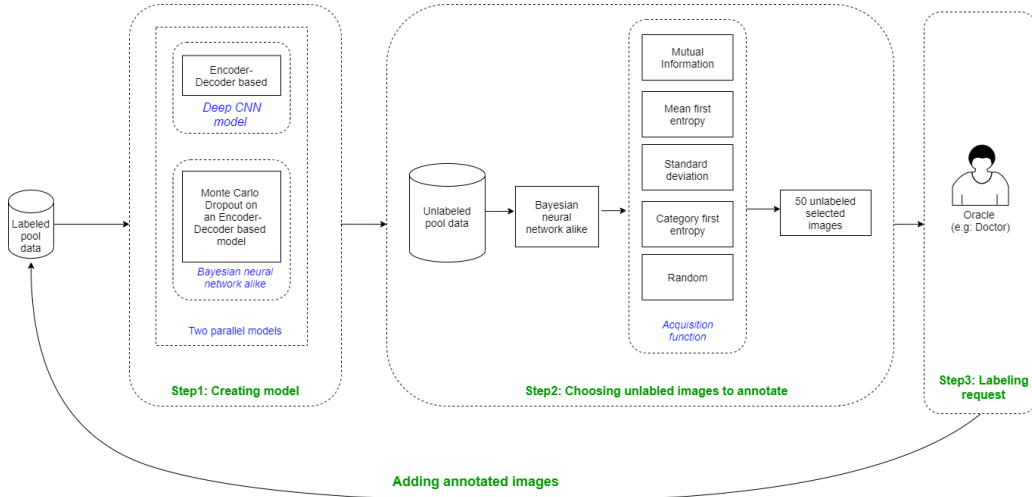 Labeled
pool
data
Encoder-
Decoder based
Deep CNN
model
Monte Carlo
Dropout on
an Encoder-
Decoder based
model
Bayesian neural
network alike
Two parallel models
Step1: Creating model
Unlabeled
pool data
Bayesian
neural
network alike
Mutual
Information
Mean first
entropy
Standard
deviation
Category first
entropy
Random
Acquisition
function
50 unlabeled
selected
images
Step2: Choosing unlabled images to annotate
Oracle
(e.g: Doctor)
Step3: Labeling
request
Adding annotated images